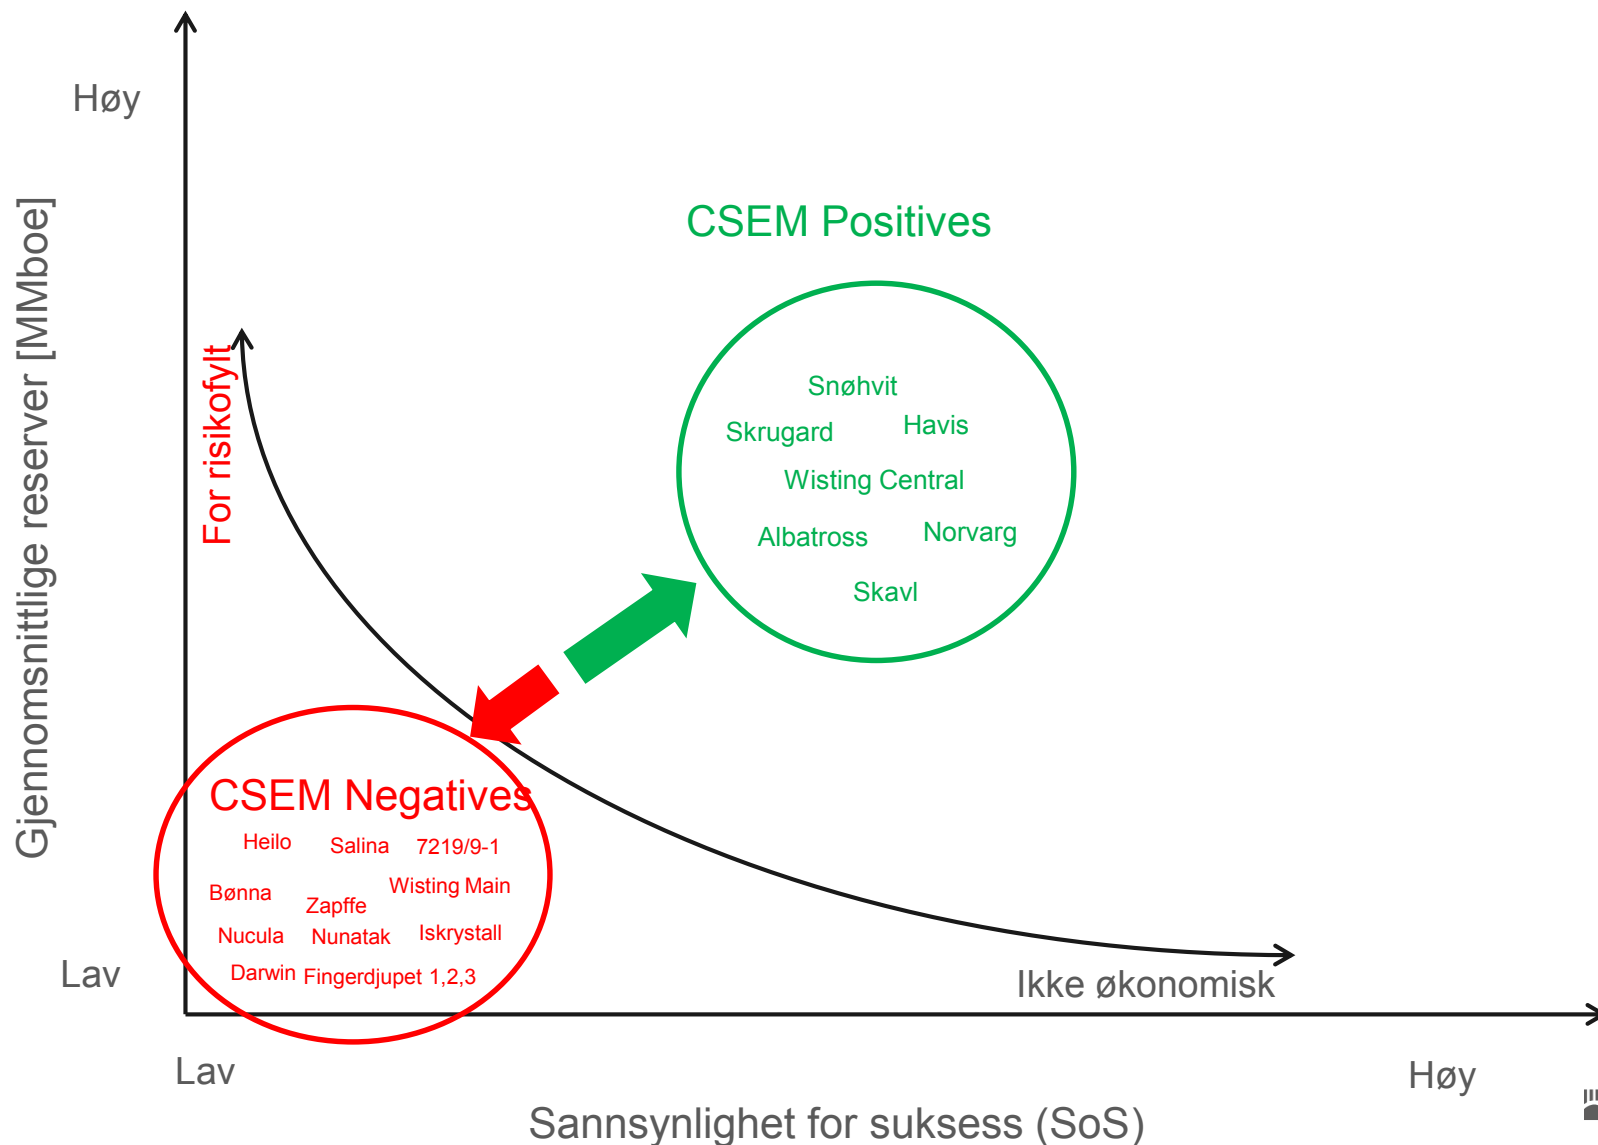 Høy
Gjennomsnittlige reserver [MMboe]
CSEM Positives
For risikofylt
Snøhvit
Skrugard
Havis
Wisting Central
Albatross
Norvarg
Skavl
CSEM Negatives
Heilo
Salina
7219/9-1
Bønna
Zapffe
Wisting Main
Nucula
Nunatak
Iskrystall
Darwin
Fingerdjupet 1,2,3
Lav
Ikke økonomisk
Lav
Høy
Sannsynlighet for suksess (SoS)